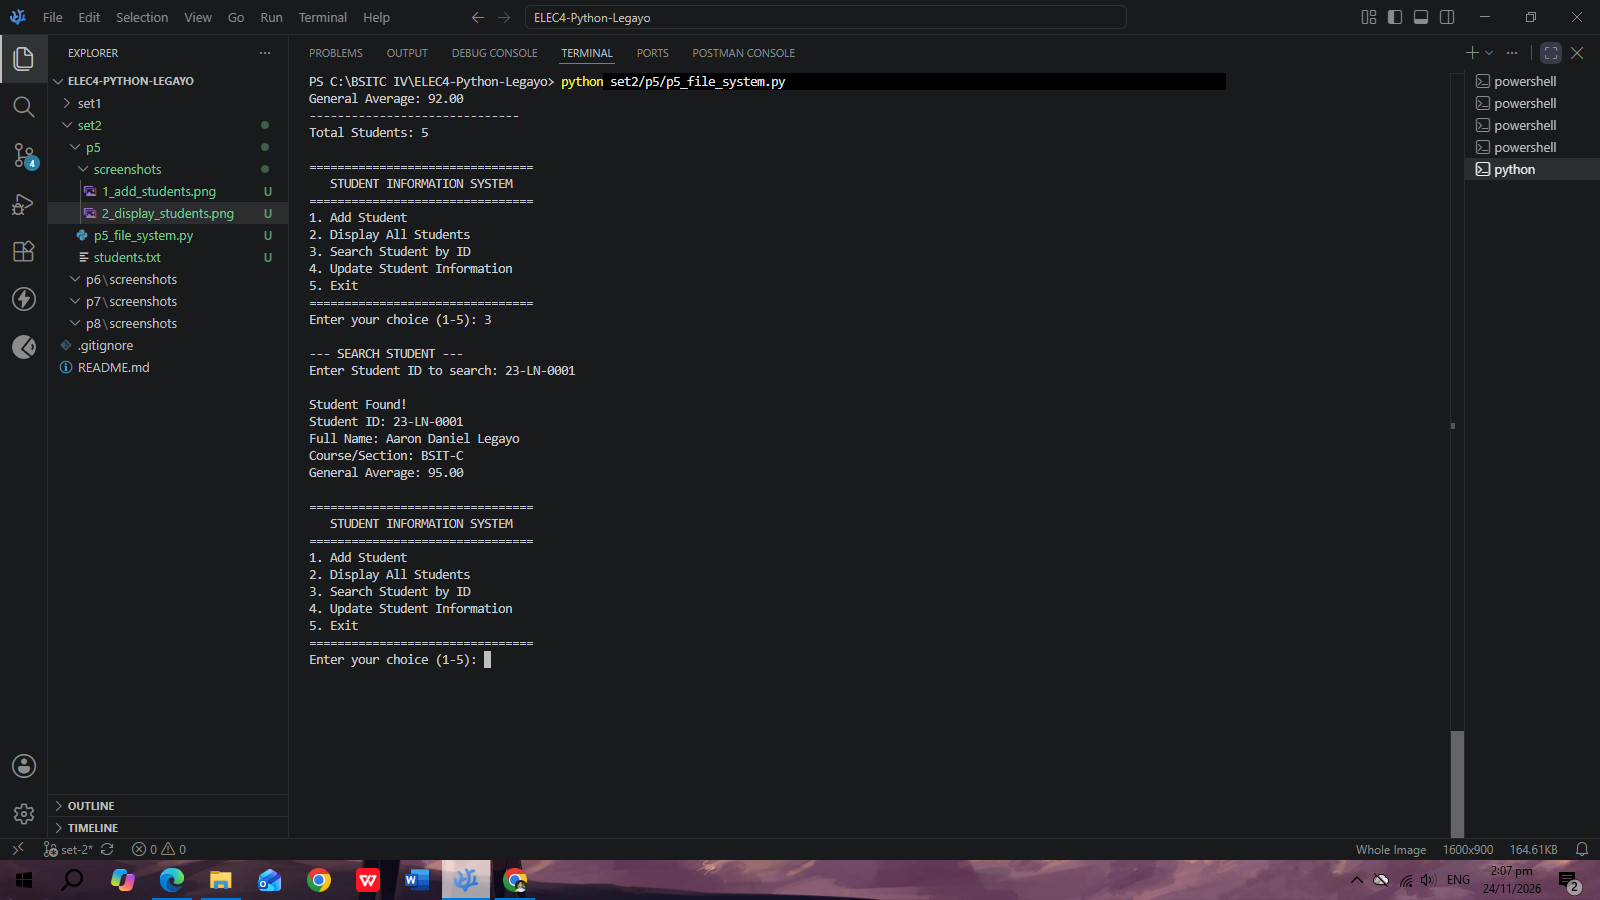 File Edit Selection View Go Run Terminal Help
ELEC4-Python-Legayo
EXPLORER
ELEC4-PYTHON-LEGAYO
set1
set2
p5
screenshots
1_add_students.png U
2_display_students.png U
p5_file_system.py U
students.txt U
p6\screenshots
p7\screenshots
p8\screenshots
.gitignore
README.md
OUTLINE
TIMELINE
4
PROBLEMS OUTPUT DEBUG CONSOLE TERMINAL PORTS POSTMAN CONSOLE
PS C:\BSITC IV\ELEC4-Python-Legayo> python set2/p5/p5_file_system.py
General Average: 92.00
------------------------------
Total Students: 5
================================
STUDENT INFORMATION SYSTEM
================================
1. Add Student
2. Display All Students
3. Search Student by ID
4. Update Student Information
5. Exit
================================
Enter your choice (1-5): 3
--- SEARCH STUDENT ---
Enter Student ID to search: 23-LN-0001
Student Found!
Student ID: 23-LN-0001
Full Name: Aaron Daniel Legayo
Course/Section: BSIT-C
General Average: 95.00
================================
STUDENT INFORMATION SYSTEM
================================
1. Add Student
2. Display All Students
3. Search Student by ID
4. Update Student Information
5. Exit
================================
Enter your choice (1-5):
powershell
powershell
powershell
powershell
python
set-2* 0 0
Whole Image 1600x900 164.61KB
ENG
2:07 pm
24/11/2026
2